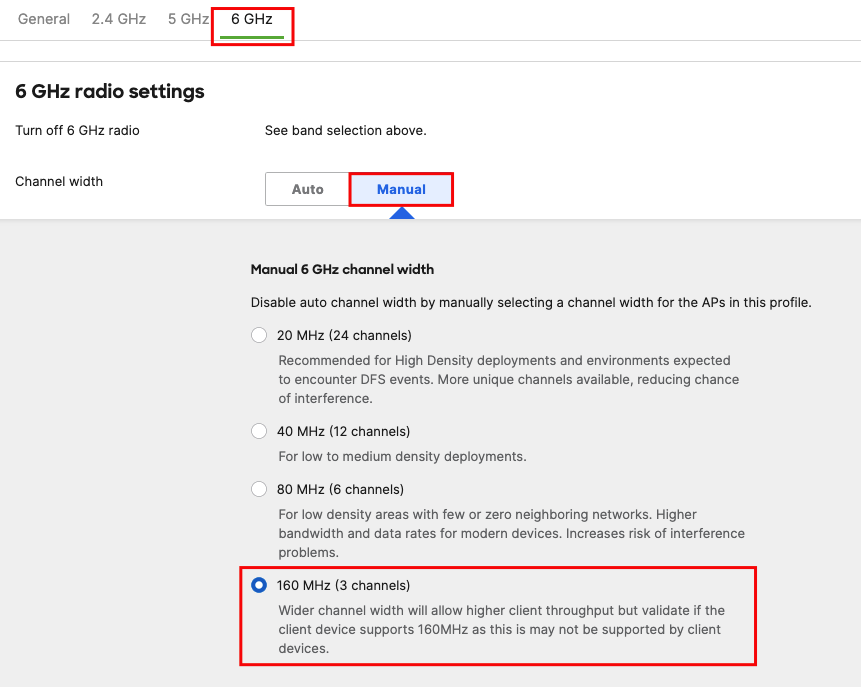 General 2.4 GHz 5 GHz 6 GHz
6 GHz radio settings
Turn off 6 GHz radio See band selection above.
Channel width Auto Manual
Manual 6 GHz channel width
Disable auto channel width by manually selecting a channel width for the APs in this profile.
20 MHz (24 channels)
Recommended for High Density deployments and environments expected
to encounter DFS events. More unique channels available, reducing chance
of interference.
40 MHz (12 channels)
For low to medium density deployments.
80 MHz (6 channels)
For low density areas with few or zero neighboring networks. Higher
bandwidth and data rates for modern devices. Increases risk of interference
problems.
160 MHz (3 channels)
Wider channel width will allow higher client throughput but validate if the
client device supports 160MHz as this is may not be supported by client
devices.